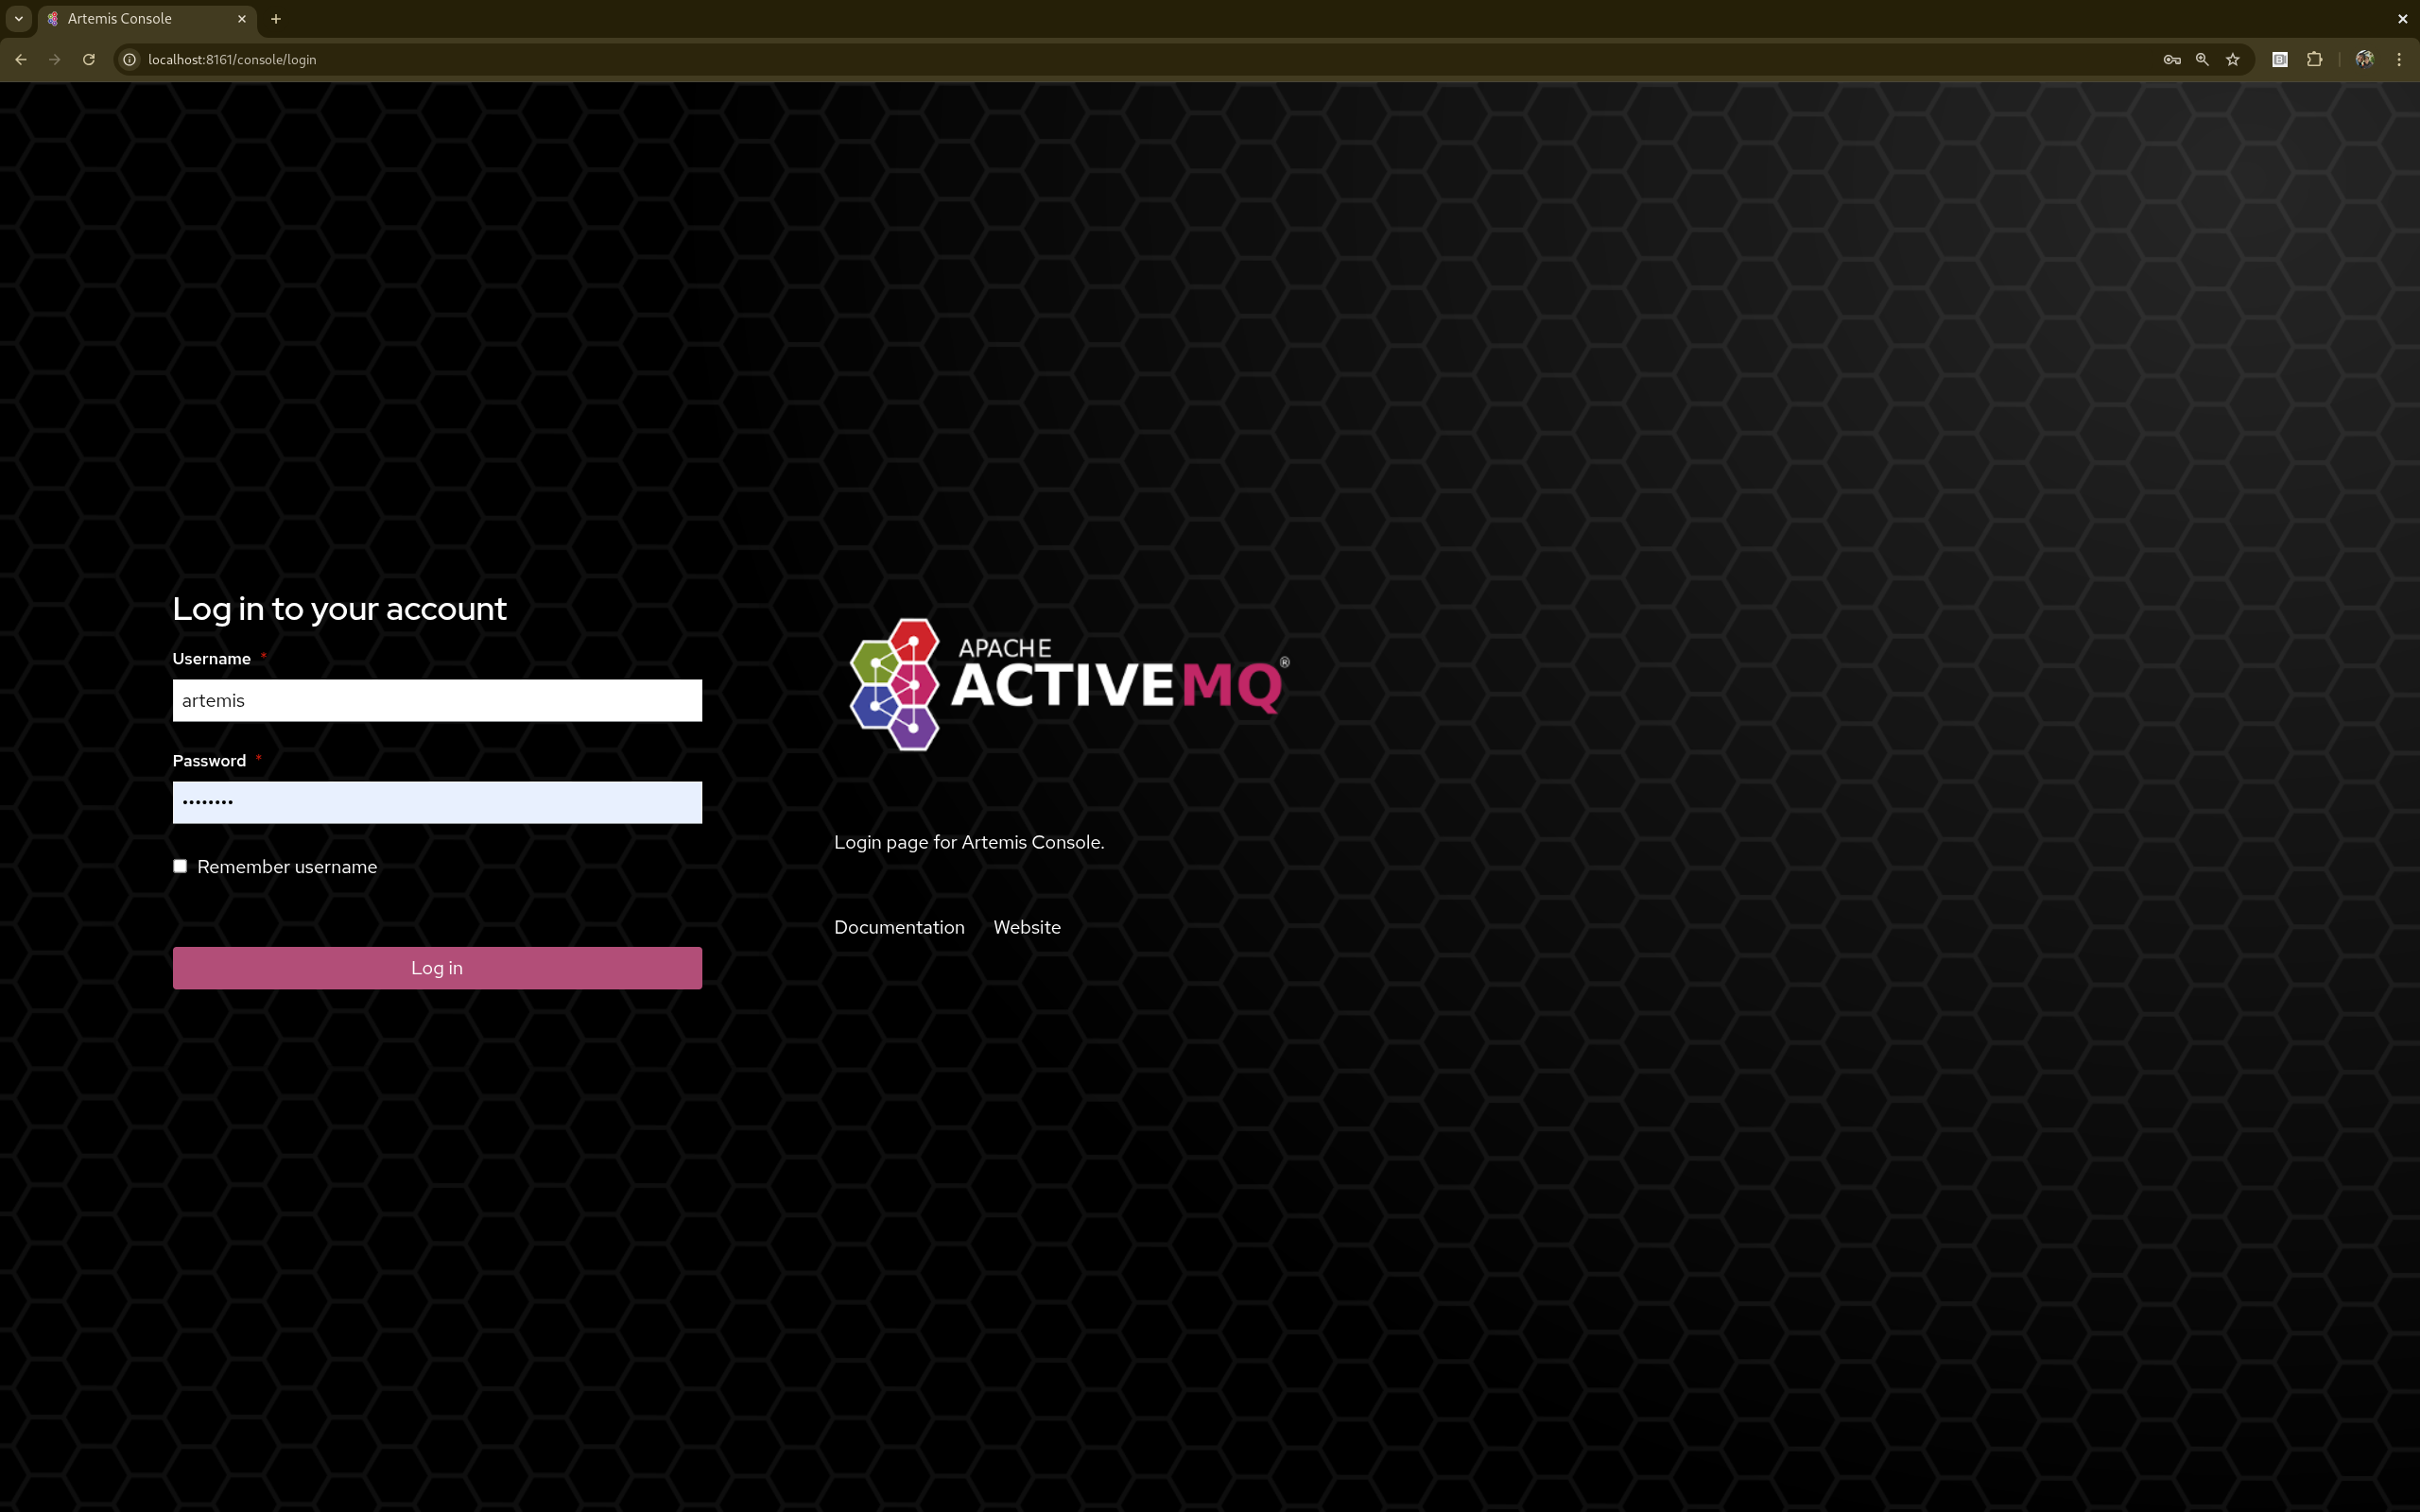 Artemis Console
localhost:8161/console/login
Log in to your account
Username *
artemis
Password *
••••••••
Remember username
Log in
APACHE
ACTIVEMQ®
Login page for Artemis Console.
Documentation Website